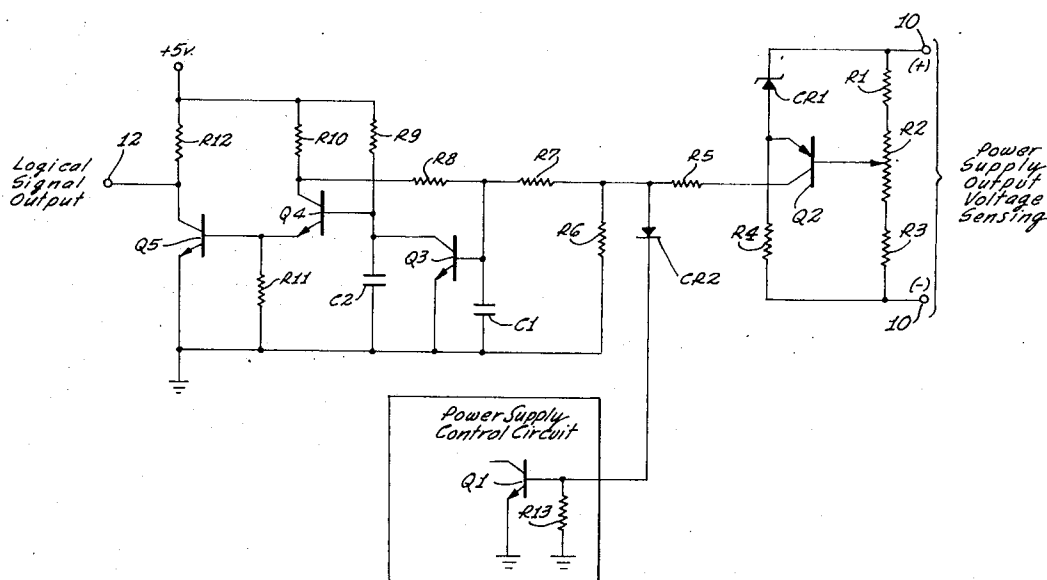 +5v.
10
(+)
R1
CR1
R2
R12
R10
R9
12
Logical
Signal
Output
R8
R7
R5
Power
Supply
Output
Voltage
Sensing
Q2
Q4
Q5
R6
R4
R3
Q3
R11
C2
CR2
C1
(-)
10
Power Supply
Control Circuit
Q1
R13